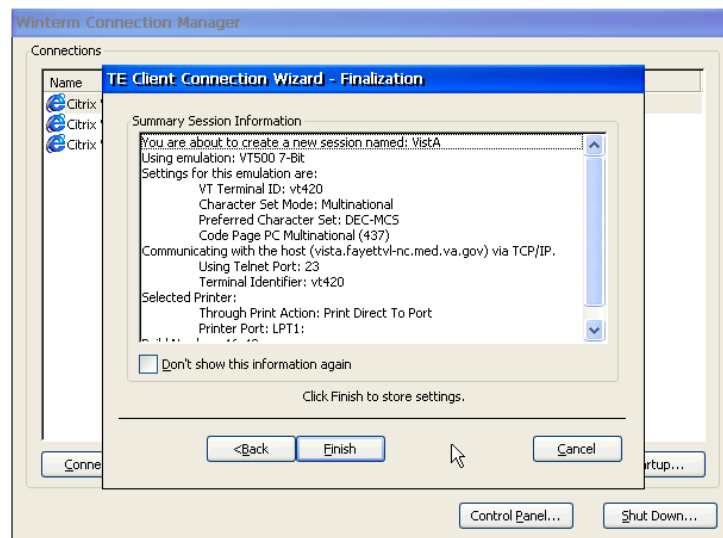 Winterm Connection Manager
Connections
Name
Citrix
Citrix
Citrix
TE Client Connection Wizard - Finalization
Summary Session Information
You are about to create a new session named: VistA
Using emulation: VT500 7-Bit
Settings for this emulation are:
VT Terminal ID: vt420
Character Set Mode: Multinational
Preferred Character Set: DEC-MCS
Code Page PC Multinational (437)
Communicating with the host (vista.fayettvl-nc.med.va.gov) via TCP/IP.
Using Telnet Port: 23
Terminal Identifier: vt420
Selected Printer:
Through Print Action: Print Direct To Port
Printer Port: LPT1:
Don't show this information again
Click Finish to store settings.
<Back Finish Cancel
Conne rtup...
Control Panel... Shut Down...